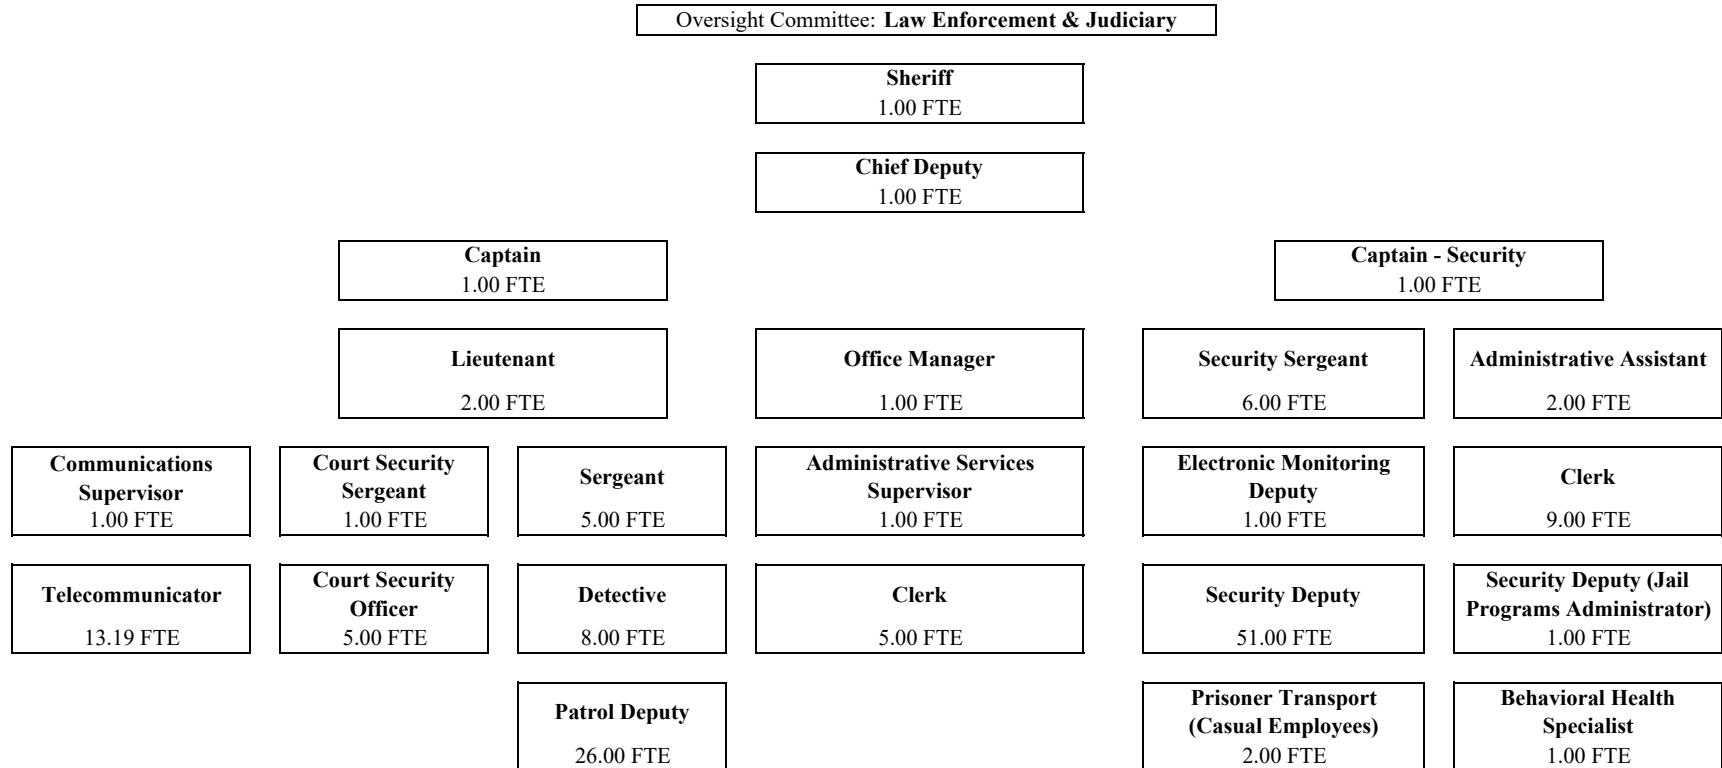 Oversight Committee: Law Enforcement & Judiciary
Sheriff
1.00 FTE
Chief Deputy
1.00 FTE
Captain
1.00 FTE
Captain - Security
1.00 FTE
Lieutenant
2.00 FTE
Office Manager
1.00 FTE
Security Sergeant
6.00 FTE
Administrative Assistant
2.00 FTE
Communications
Supervisor
1.00 FTE
Court Security
Sergeant
1.00 FTE
Sergeant
5.00 FTE
Administrative Services
Supervisor
1.00 FTE
Electronic Monitoring
Deputy
1.00 FTE
Clerk
9.00 FTE
Telecommunicator
13.19 FTE
Court Security
Officer
5.00 FTE
Detective
8.00 FTE
Clerk
5.00 FTE
Security Deputy
51.00 FTE
Security Deputy (Jail
Programs Administrator)
1.00 FTE
Patrol Deputy
26.00 FTE
Prisoner Transport
(Casual Employees)
2.00 FTE
Behavioral Health
Specialist
1.00 FTE